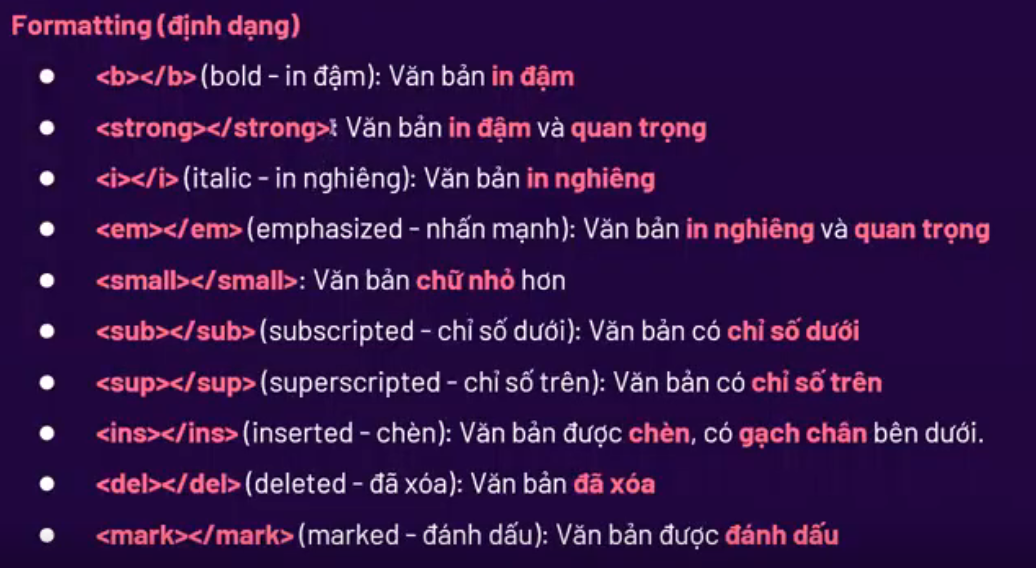 Formatting (định dạng)
● <b></b> (bold - in đậm): Văn bản in đậm
● <strong></strong>: Văn bản in đậm và quan trọng
● <i></i> (italic - in nghiêng): Văn bản in nghiêng
● <em></em> (emphasized - nhấn mạnh): Văn bản in nghiêng và quan trọng
● <small></small>: Văn bản chữ nhỏ hơn
● <sub></sub> (subscripted - chỉ số dưới): Văn bản có chỉ số dưới
● <sup></sup> (superscripted - chỉ số trên): Văn bản có chỉ số trên
● <ins></ins> (inserted - chèn): Văn bản được chèn, có gạch chân bên dưới.
● <del></del> (deleted - đã xóa): Văn bản đã xóa
● <mark></mark> (marked - đánh dấu): Văn bản được đánh dấu